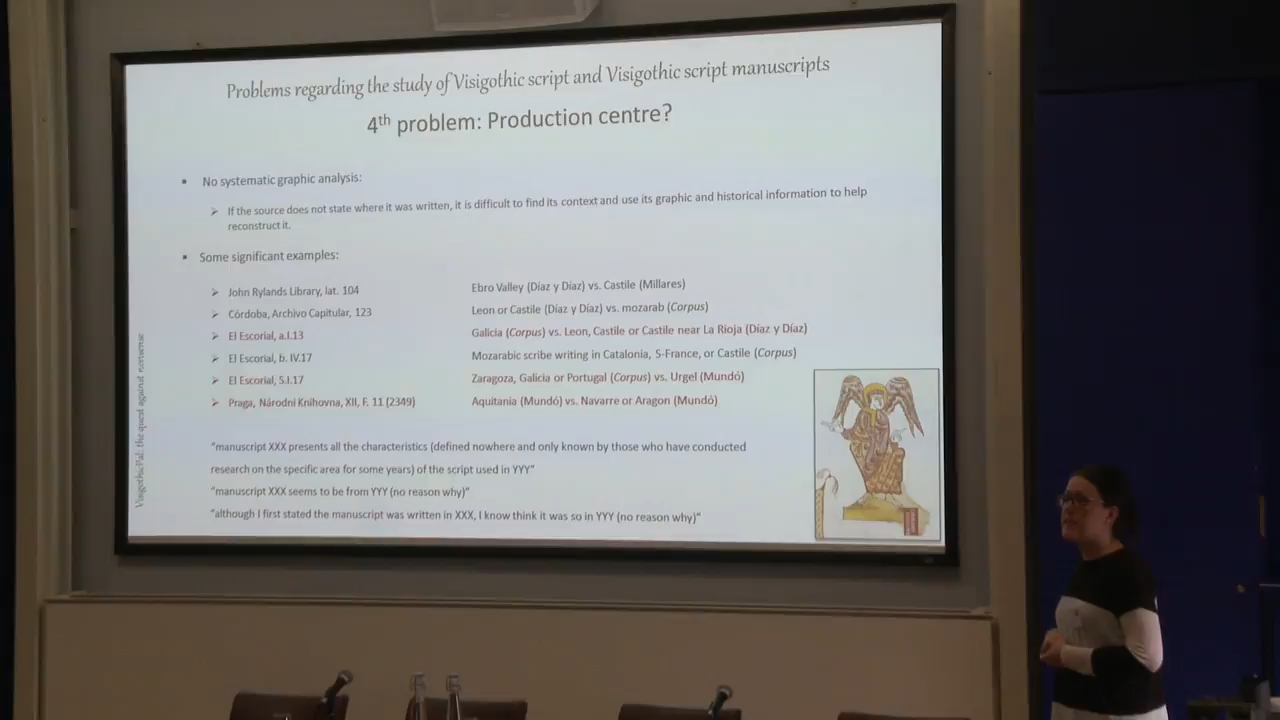 Problems regarding the study of Visigothic script and Visigothic script manuscripts
4th problem: Production centre?
▪ No systematic graphic analysis:
➢ If the source does not state where it was written, it is difficult to find its context and use its graphic and historical information to help
reconstruct it.
▪ Some significant examples:
➢ John Rylands Library, lat. 104 Ebro Valley (Díaz y Díaz) vs. Castile (Millares)
➢ Córdoba, Archivo Capitular, 123 Leon or Castile (Díaz y Díaz) vs. mozarab (Corpus)
➢ El Escorial, a.I.13 Galicia (Corpus) vs. Leon, Castile or Castile near La Rioja (Díaz y Díaz)
➢ El Escorial, b. IV.17 Mozarabic scribe writing in Catalonia, S-France, or Castile (Corpus)
➢ El Escorial, S.I.17 Zaragoza, Galicia or Portugal (Corpus) vs. Urgel (Mundó)
➢ Praga, Národní Knihovna, XII, F. 11 (2349) Aquitania (Mundó) vs. Navarre or Aragon (Mundó)
"manuscript XXX presents all the characteristics (defined nowhere and only known by those who have conducted
research on the specific area for some years) of the script used in YYY"
"manuscript XXX seems to be from YYY (no reason why)"
"although I first stated the manuscript was written in XXX, I know think it was so in YYY (no reason why)"
VisigothicPal: the quest against nonsense